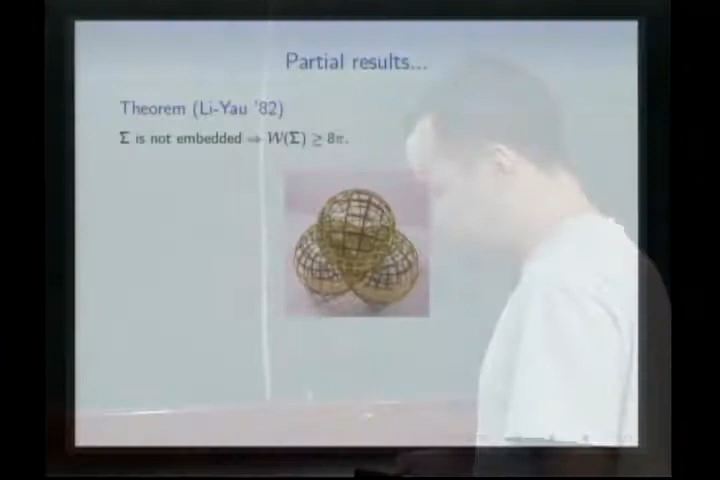 Partial results...
Theorem (Li-Yau '82)
Σ is not embedded ⇒ W(Σ) ≥ 8π.